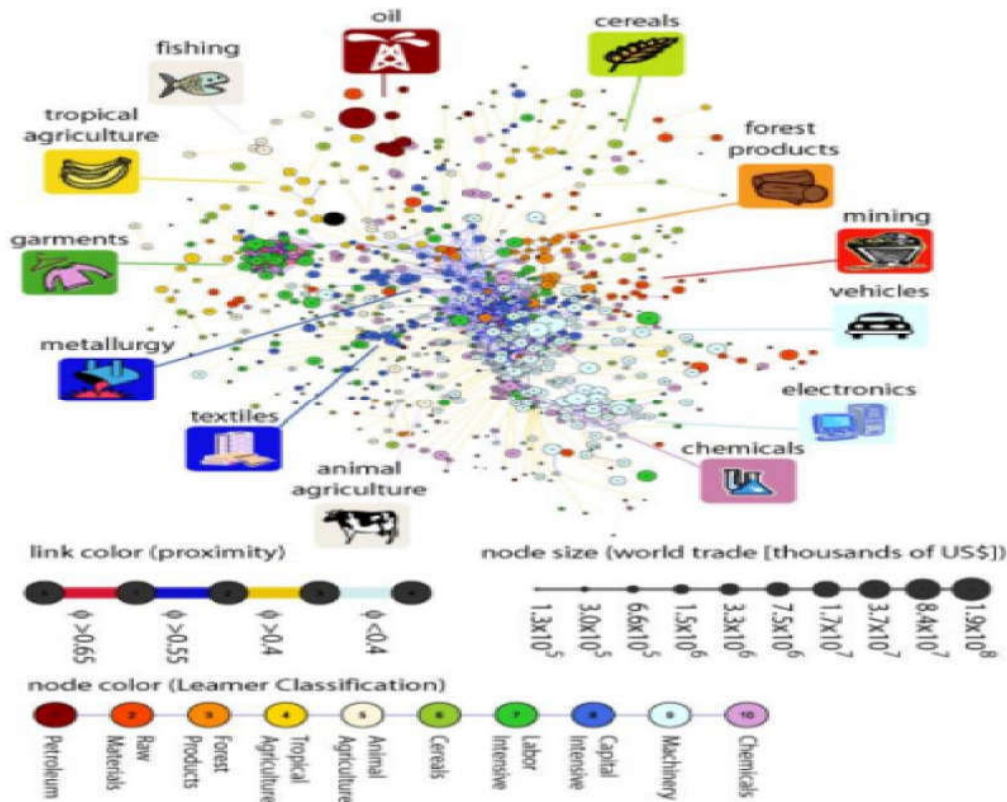 oil
cereals
fishing
tropical
agriculture
forest
products
garments
mining
vehicles
metallurgy
electronics
textiles
chemicals
animal
agriculture
link color (proximity)
node size (world trade [thousands of US$])
ϕ >0.65
ϕ >0.55
ϕ >0.4
ϕ <0.4
1.3x10⁵
3.0x10⁵
6.6x10⁵
1.5x10⁶
3.3x10⁶
7.5x10⁶
1.7x10⁷
3.7x10⁷
8.4x10⁷
1.9x10⁸
node color (Leamer Classification)
2
3
4
5
6
7
8
9
10
Petroleum
Raw
Materials
Forest
Products
Tropical
Agriculture
Animal
Agriculture
Cereals
Labor
Intensive
Capital
Intensive
Machinery
Chemicals